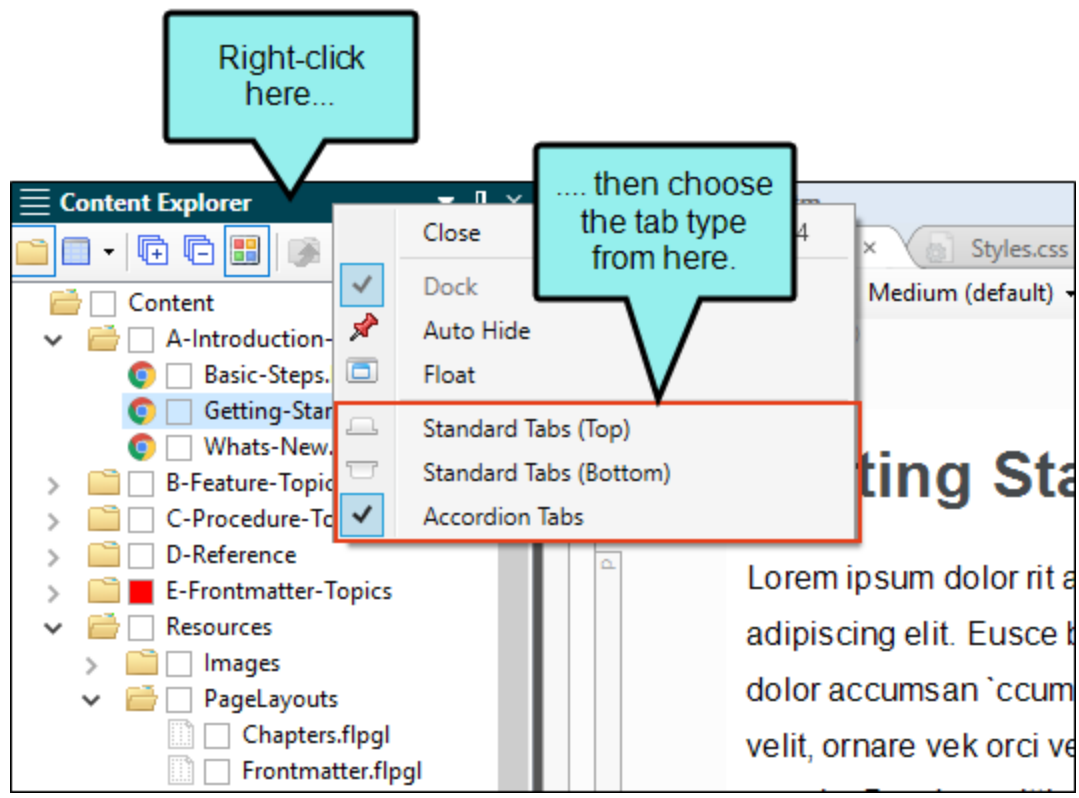 Right-click
here...
.... then choose
the tab type
from here.
Content Explorer
Close
4
Styles.css
Dock
Medium (default)
Auto Hide
Float
Standard Tabs (Top)
Standard Tabs (Bottom)
Accordion Tabs
Content
A-Introduction-
Basic-Steps.
Getting-Star
Whats-New.
B-Feature-Topic
C-Procedure-To
D-Reference
E-Frontmatter-Topics
Resources
Images
PageLayouts
Chapters.flpgl
Frontmatter.flpgl
ting Sta
Lorem ipsum dolor rit a
adipiscing elit. Eusce b
dolor accumsan `ccum
velit, ornare vek orci ve